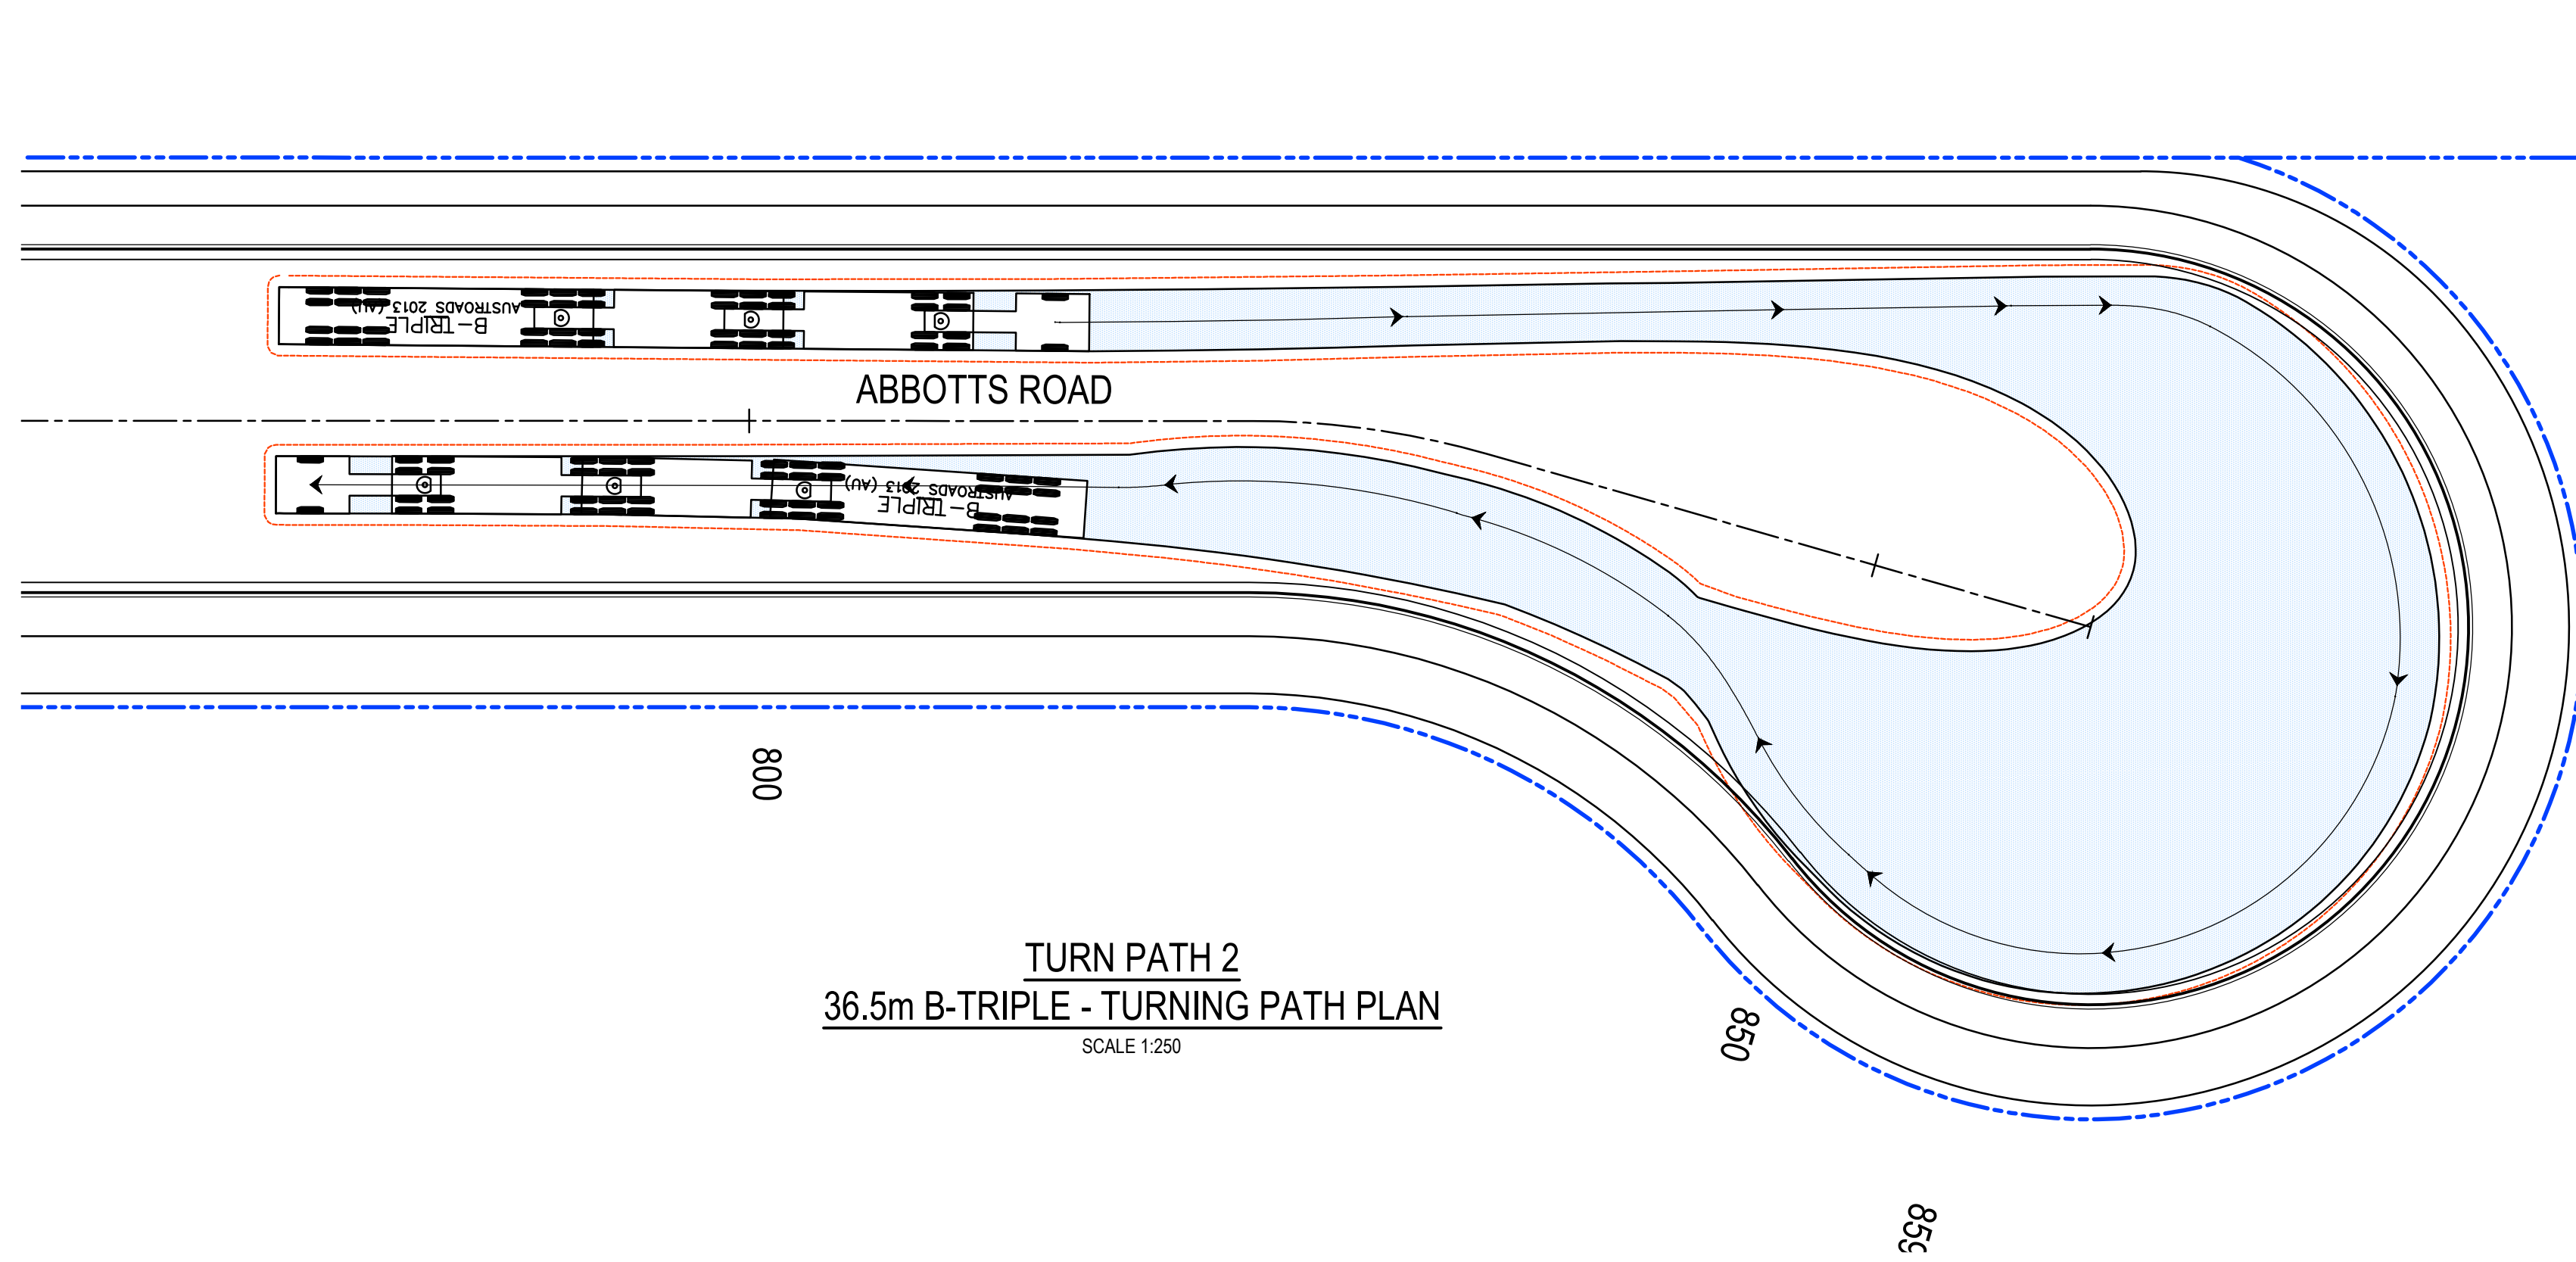 AUSTROADS 2013 (AU)
B-TRIPLE
ABBOTTS ROAD
AUSTROADS 2013 (AU)
B-TRIPLE
800
TURN PATH 2
36.5m B-TRIPLE - TURNING PATH PLAN
SCALE 1:250
850